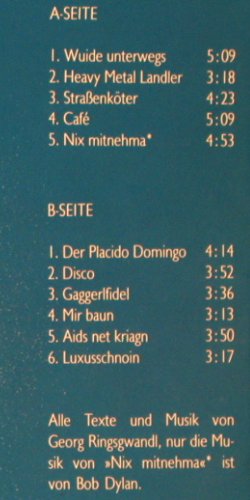 A-SEITE
1. Wuide unterwegs 5:09
2. Heavy Metal Landler 3:18
3. Straßenköter 4:23
4. Café 5:09
5. Nix mitnehma* 4:53
B-SEITE
1. Der Placido Domingo 4:14
2. Disco 3:52
3. Gaggerlfidel 3:36
4. Mir baun 3:13
5. Aids net kriagn 3:50
6. Luxusschnoin 3:17
Alle Texte und Musik von
Georg Ringsgwandl, nur die Mu-
sik von »Nix mitnehma«* ist
von Bob Dylan.